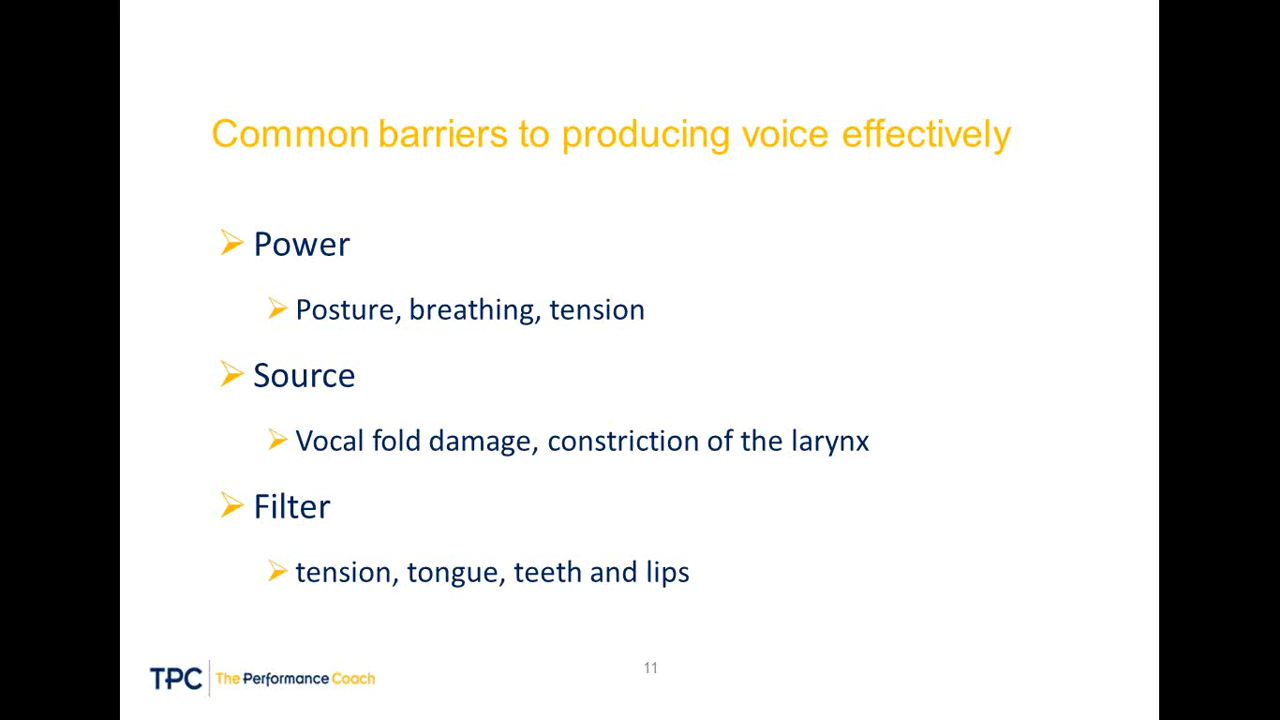 Common barriers to producing voice effectively
Power
Posture, breathing, tension
Source
Vocal fold damage, constriction of the larynx
Filter
tension, tongue, teeth and lips
TPC The Performance Coach
11